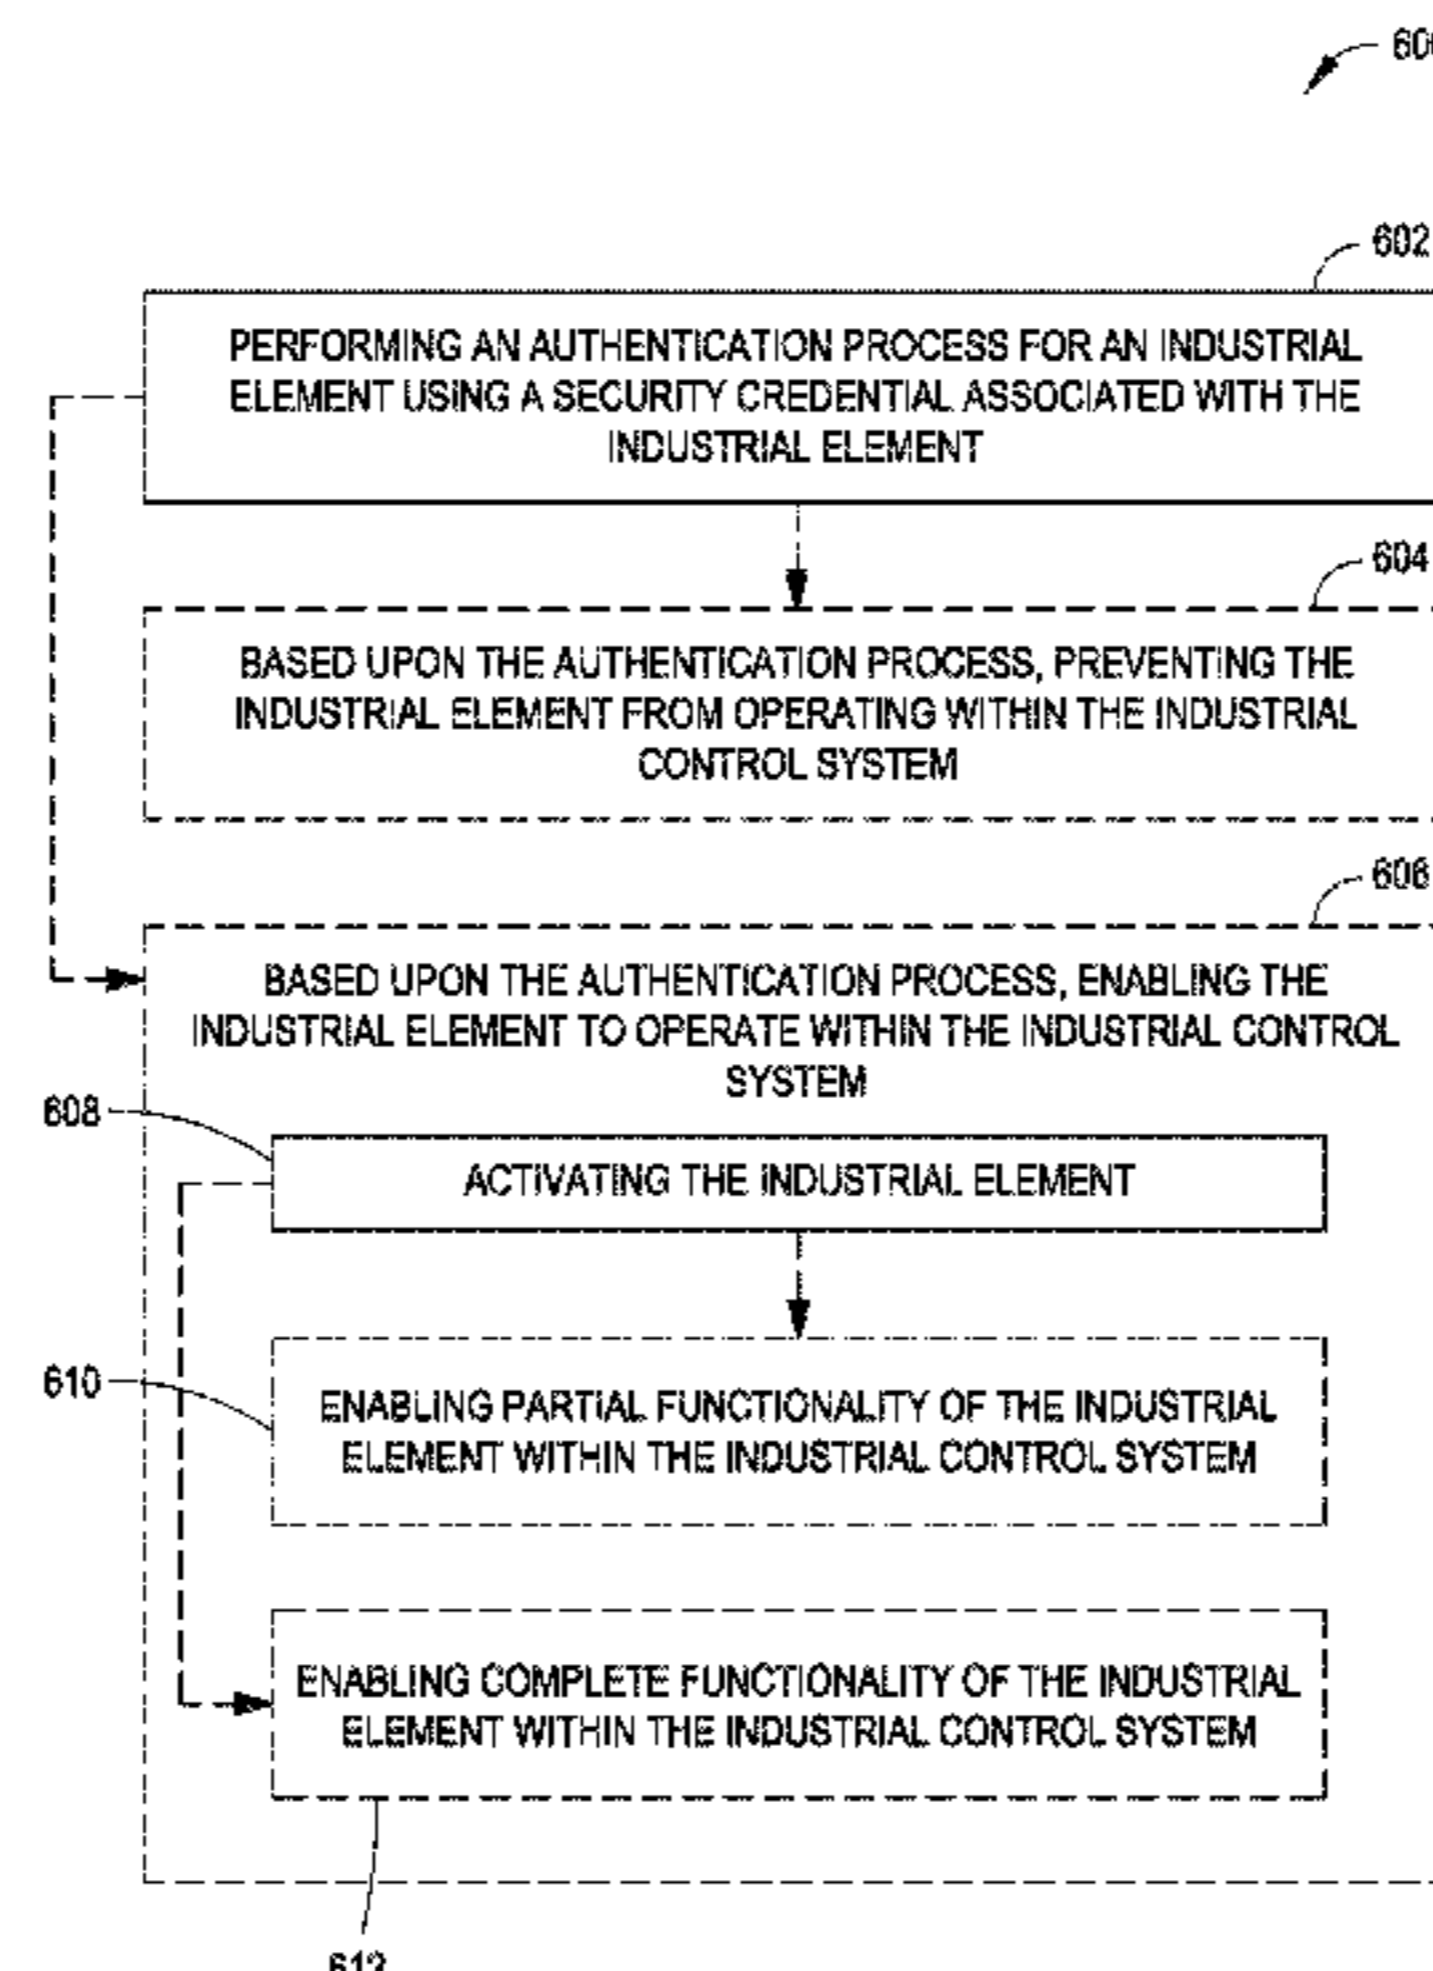 602
PERFORMING AN AUTHENTICATION PROCESS FOR AN INDUSTRIAL
ELEMENT USING A SECURITY CREDENTIAL ASSOCIATED WITH THE
INDUSTRIAL ELEMENT
604
BASED UPON THE AUTHENTICATION PROCESS, PREVENTING THE
INDUSTRIAL ELEMENT FROM OPERATING WITHIN THE INDUSTRIAL
CONTROL SYSTEM
606
BASED UPON THE AUTHENTICATION PROCESS, ENABLING THE
INDUSTRIAL ELEMENT TO OPERATE WITHIN THE INDUSTRIAL CONTROL
SYSTEM
608
ACTIVATING THE INDUSTRIAL ELEMENT
610
ENABLING PARTIAL FUNCTIONALITY OF THE INDUSTRIAL
ELEMENT WITHIN THE INDUSTRIAL CONTROL SYSTEM
ENABLING COMPLETE FUNCTIONALITY OF THE INDUSTRIAL
ELEMENT WITHIN THE INDUSTRIAL CONTROL SYSTEM
612